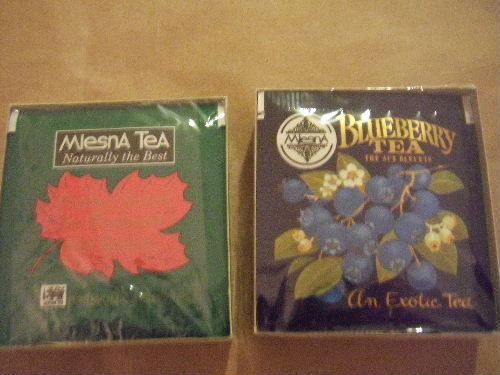 MlesnA TeA
Naturally the Best
MlesnA
BLUEBERRY
TEA
An Exotic Tea